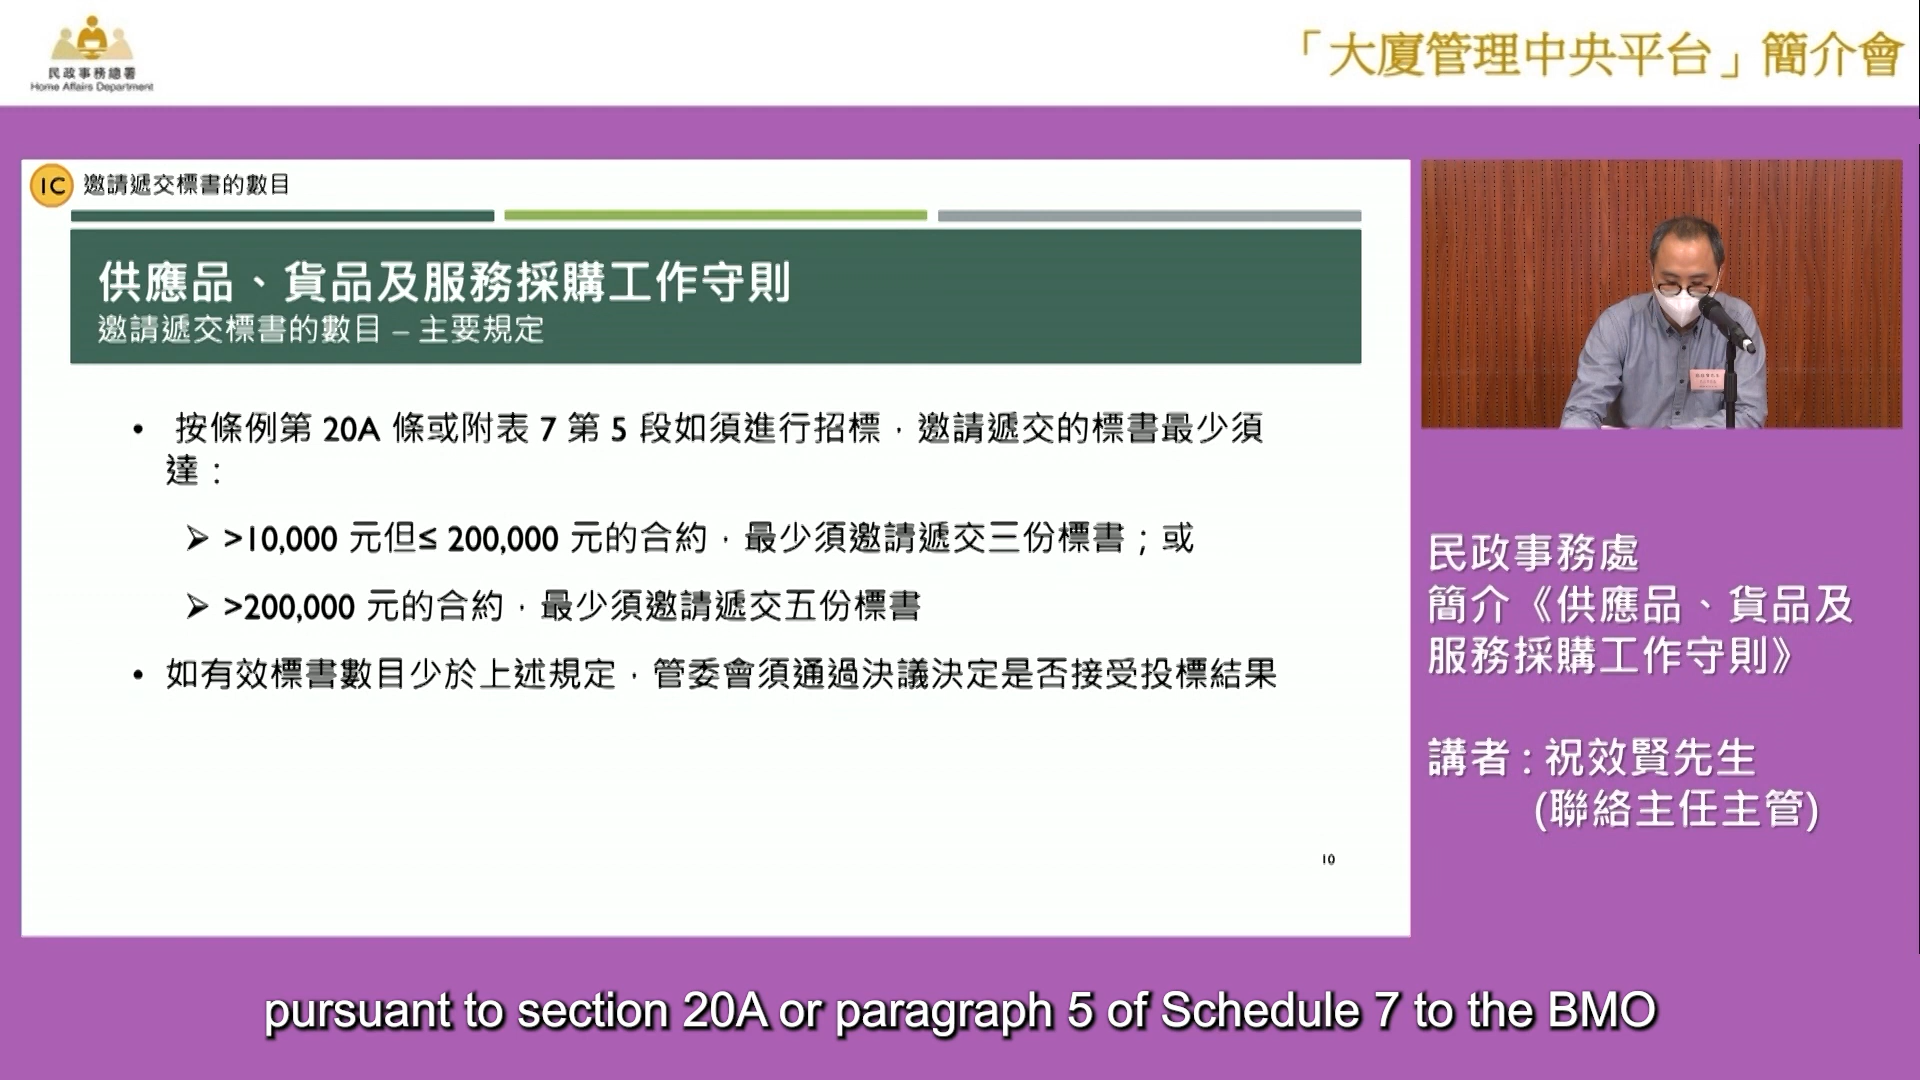 民政事務總署
Home Affairs Department
「大廈管理中央平台」簡介會
1C 邀請遞交標書的數目
供應品、貨品及服務採購工作守則
邀請遞交標書的數目 – 主要規定
• 按條例第 20A 條或附表 7 第 5 段如須進行招標，邀請遞交的標書最少須
達：
➢ >10,000 元但≤ 200,000 元的合約，最少須邀請遞交三份標書；或
➢ >200,000 元的合約，最少須邀請遞交五份標書
• 如有效標書數目少於上述規定，管委會須通過決議決定是否接受投標結果
10
民政事務處
簡介《供應品、貨品及
服務採購工作守則》
講者 : 祝效賢先生
(聯絡主任主管)
pursuant to section 20A or paragraph 5 of Schedule 7 to the BMO